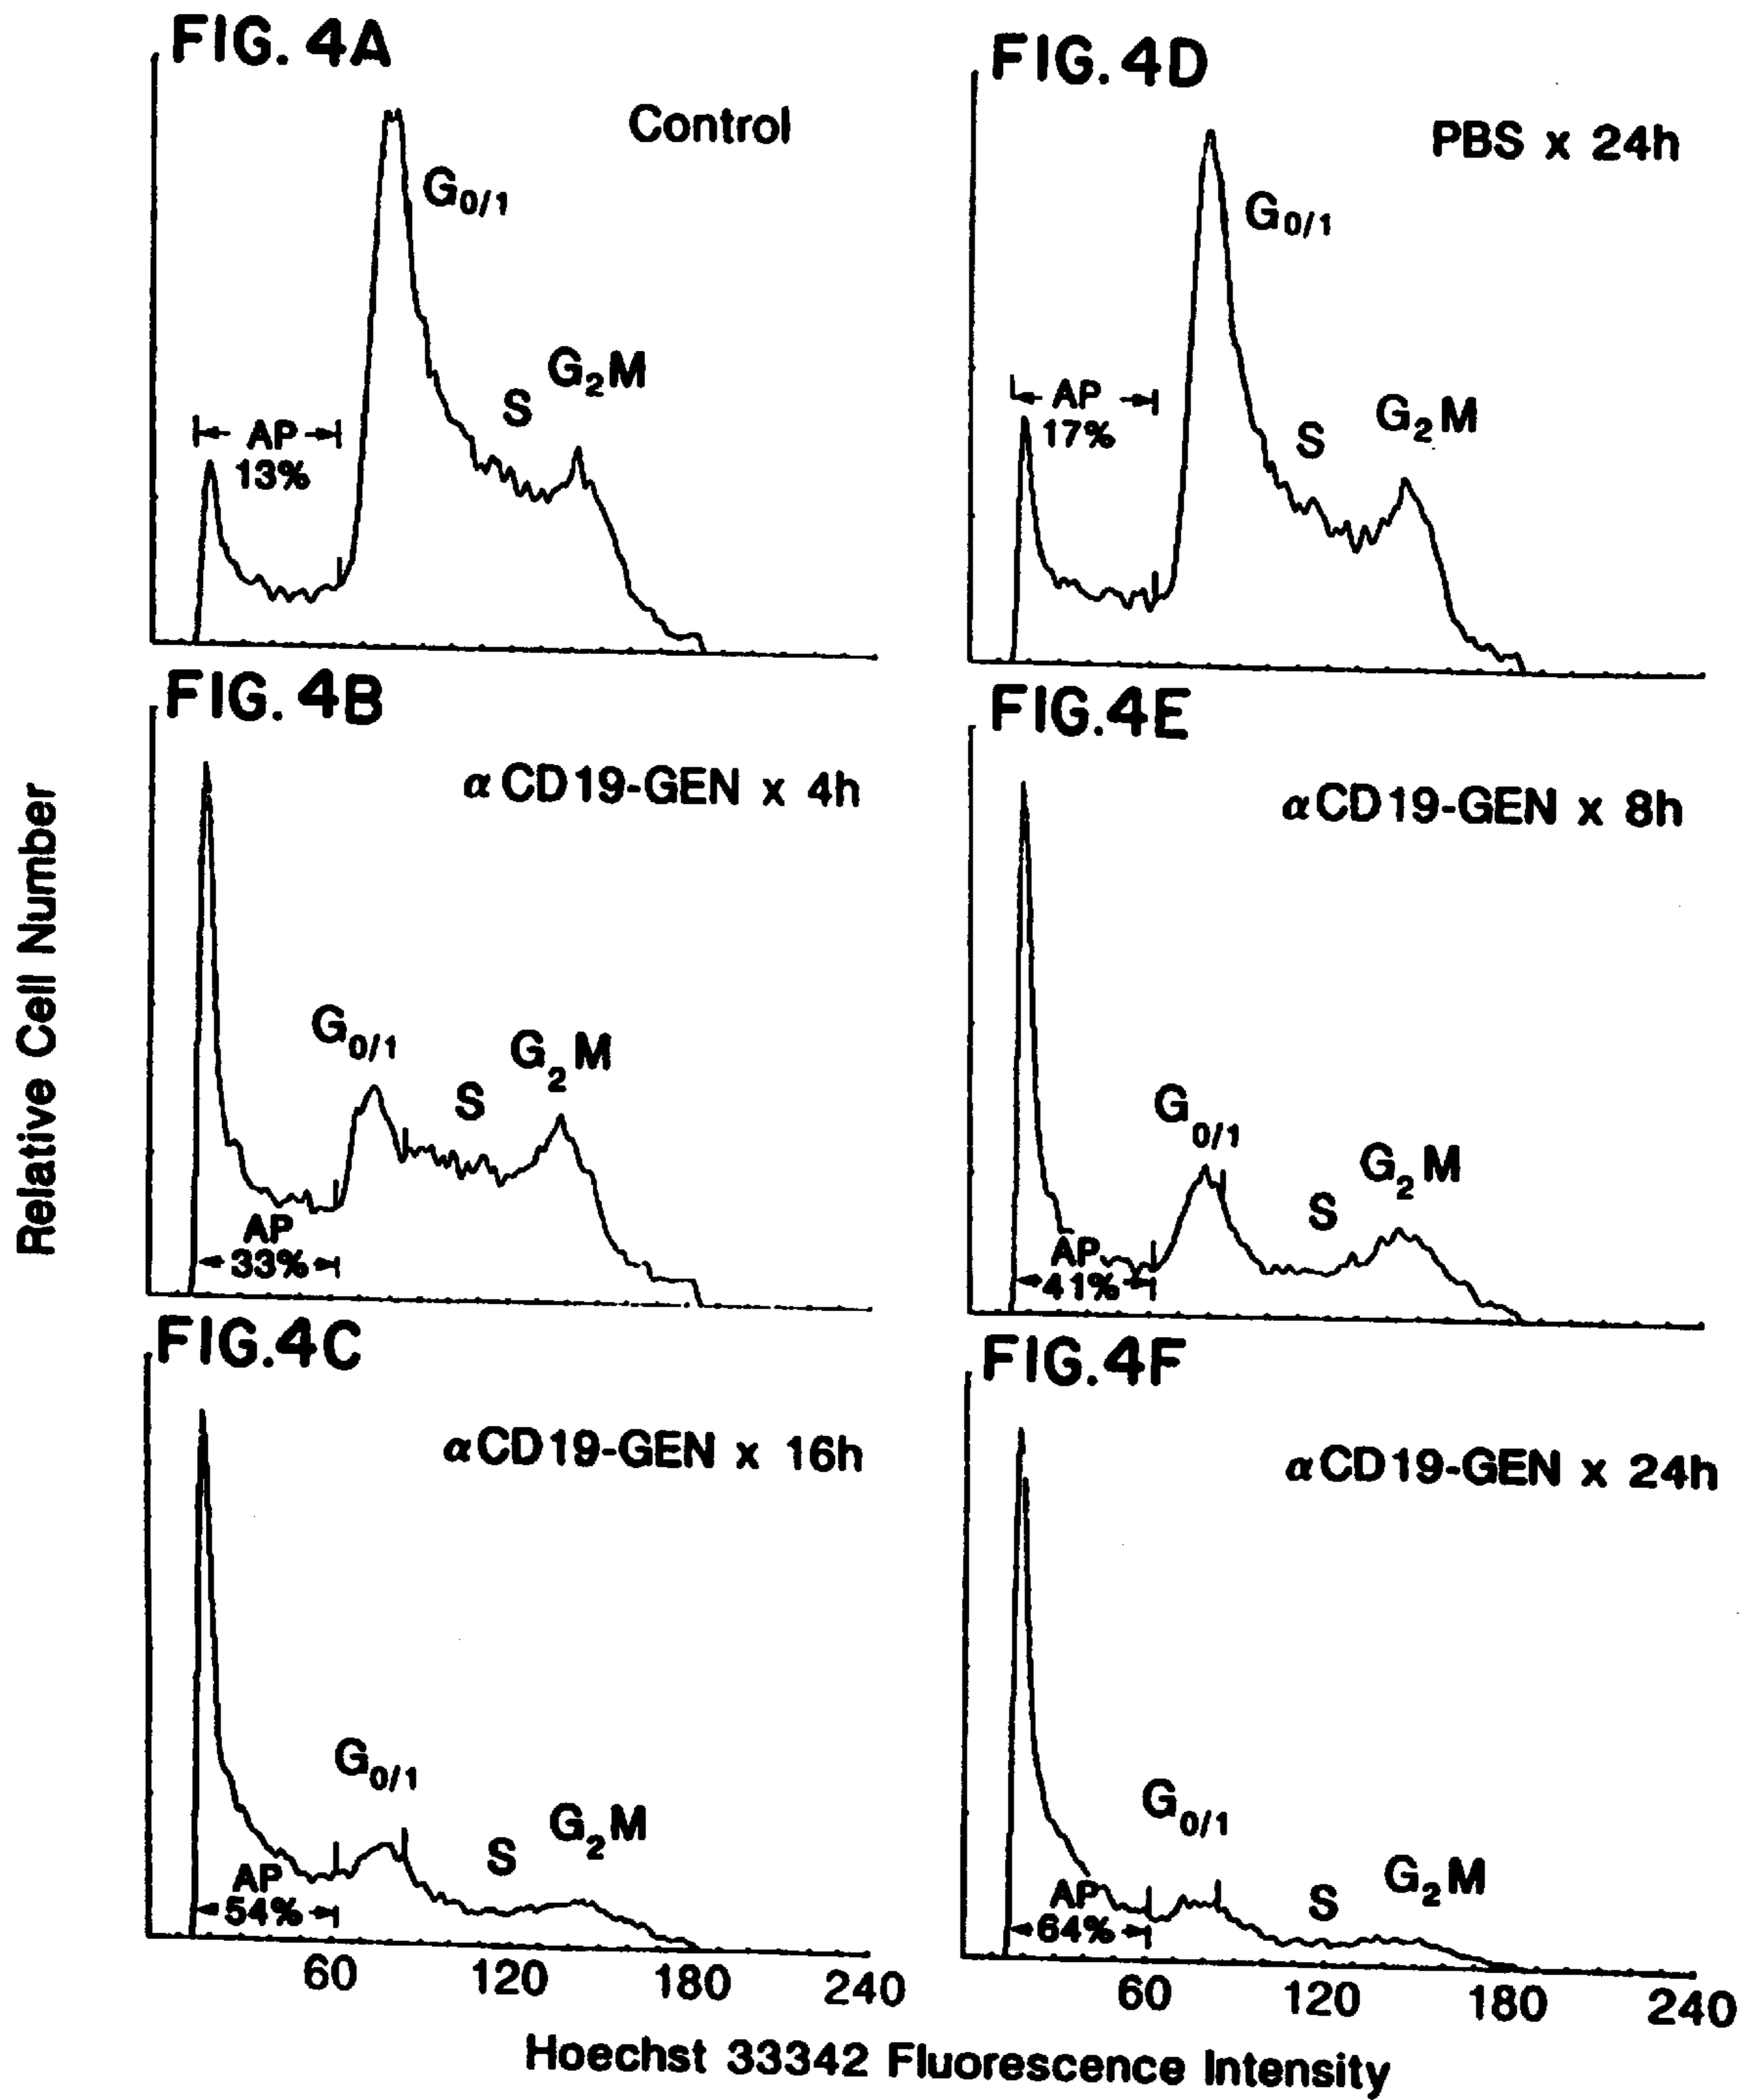 FIG. 4A
Control
G0/1
S
G2M
AP
13%
FIG. 4D
PBS x 24h
G0/1
S
G2M
AP
17%
FIG. 4B
αCD19-GEN x 4h
G0/1
S
G2M
AP
33%
FIG.4E
αCD19-GEN x 8h
G0/1
S
G2M
AP
41%
FIG.4C
αCD19-GEN x 16h
G0/1
S
G2M
AP
54%
60 120 180 240
FIG.4F
αCD19-GEN x 24h
G0/1
S
G2M
AP
64%
60 120 180 240
Relative Cell Number
Hoechst 33342 Fluorescence Intensity